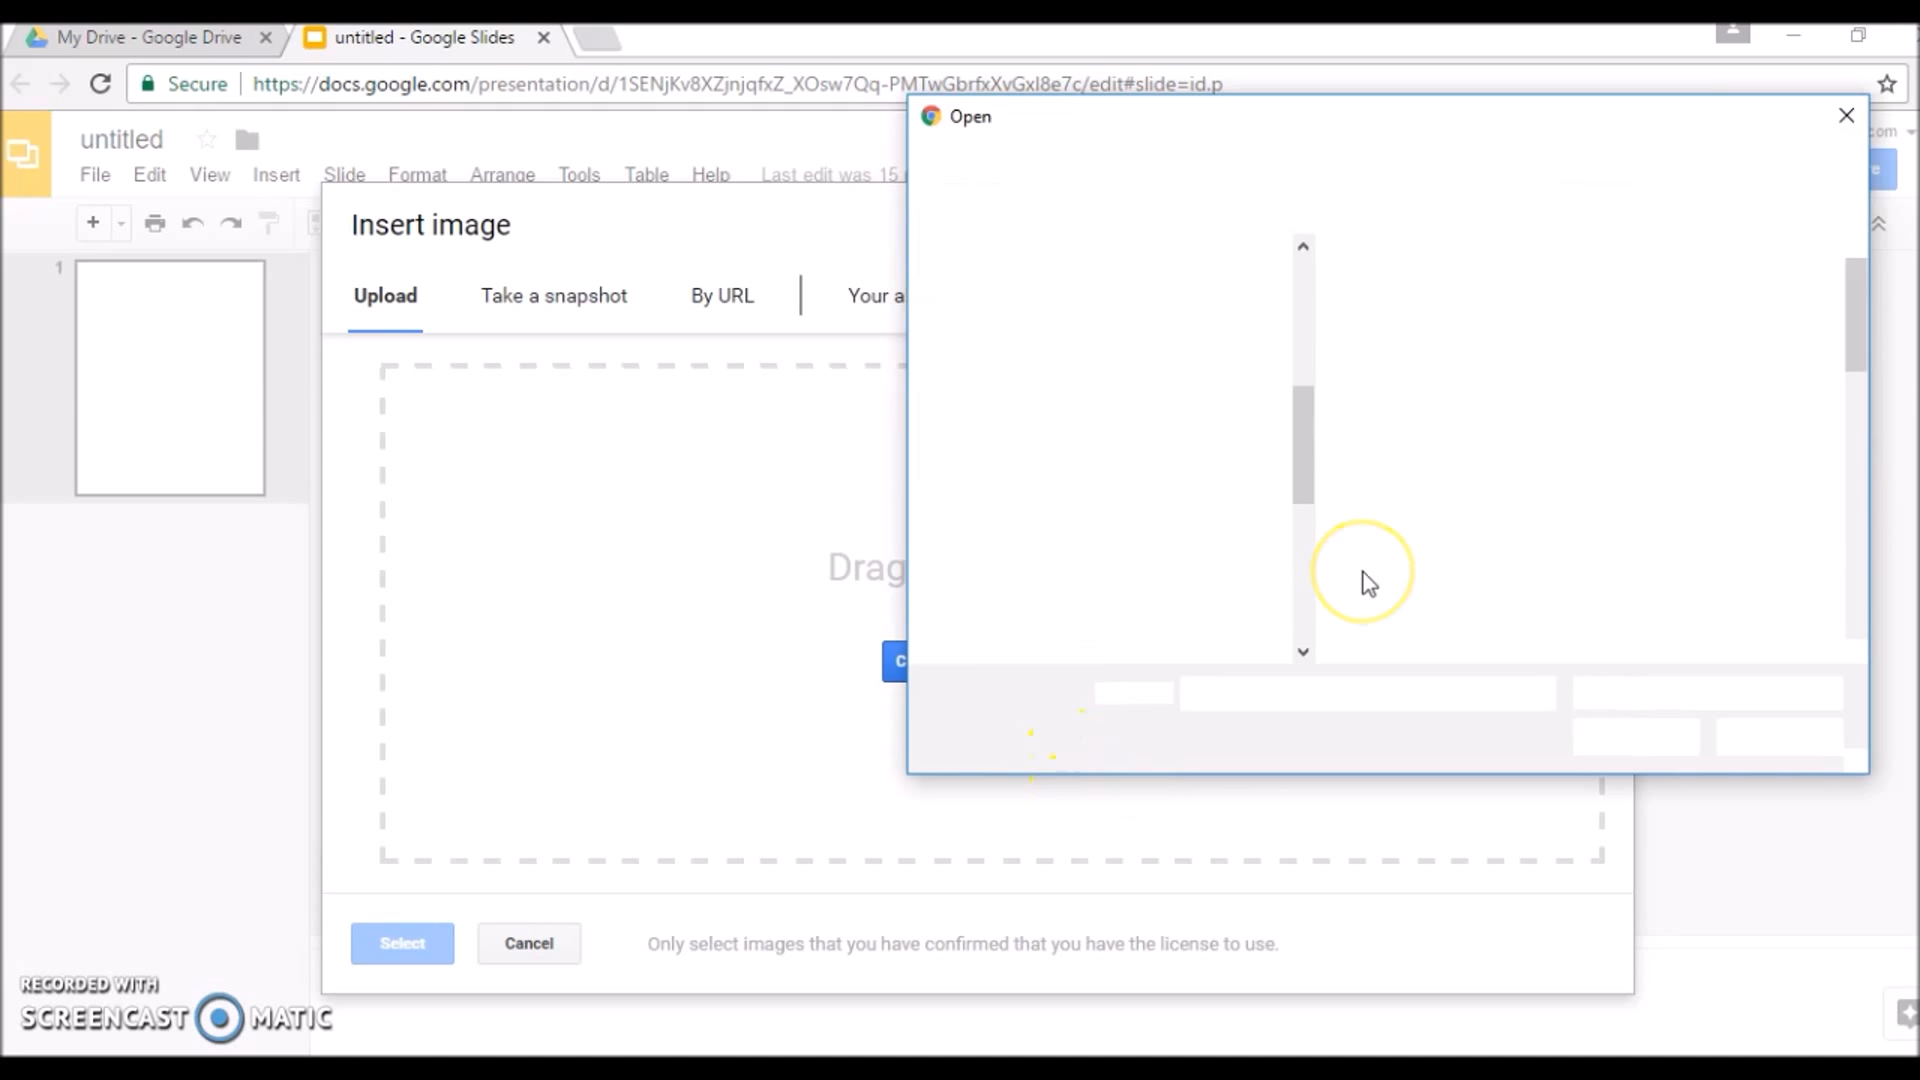 My Drive - Google Drive
untitled - Google Slides
Secure
https://docs.google.com/presentation/d/1SENjKv8XZjnjqfxZ_XOsw7Qq-PMTwGbrfxXvGxl8e7c/edit#slide=id.p
Open
untitled
com
File Edit View Insert Slide Format Arrange Tools Table Help Last edit was 15
Insert image
1
Upload Take a snapshot By URL Your a
Drag
Select Cancel Only select images that you have confirmed that you have the license to use.
RECORDED WITH
SCREENCAST MATIC